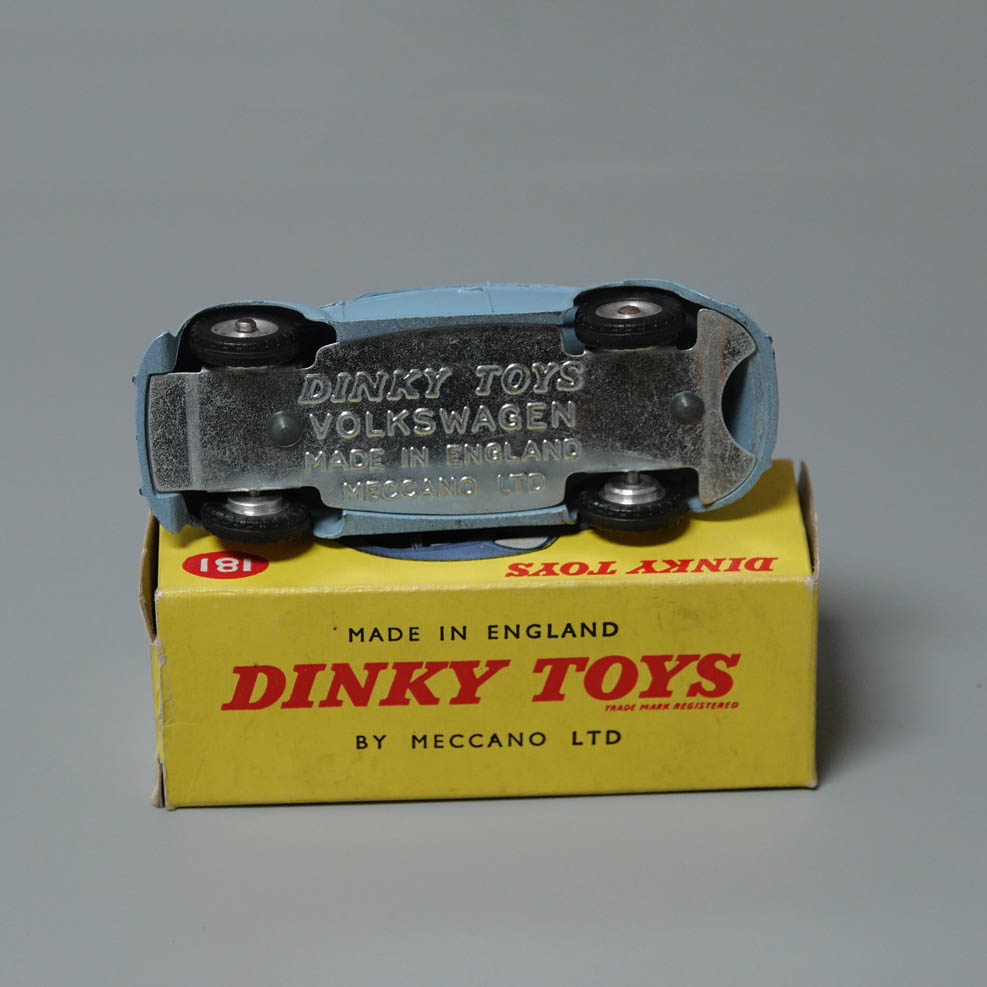 DINKY TOYS
VOLKSWAGEN
MADE IN ENGLAND
MECCANO LTD
181
DINKY TOYS
MADE IN ENGLAND
DINKY TOYS
TRADE MARK REGISTERED
BY MECCANO LTD